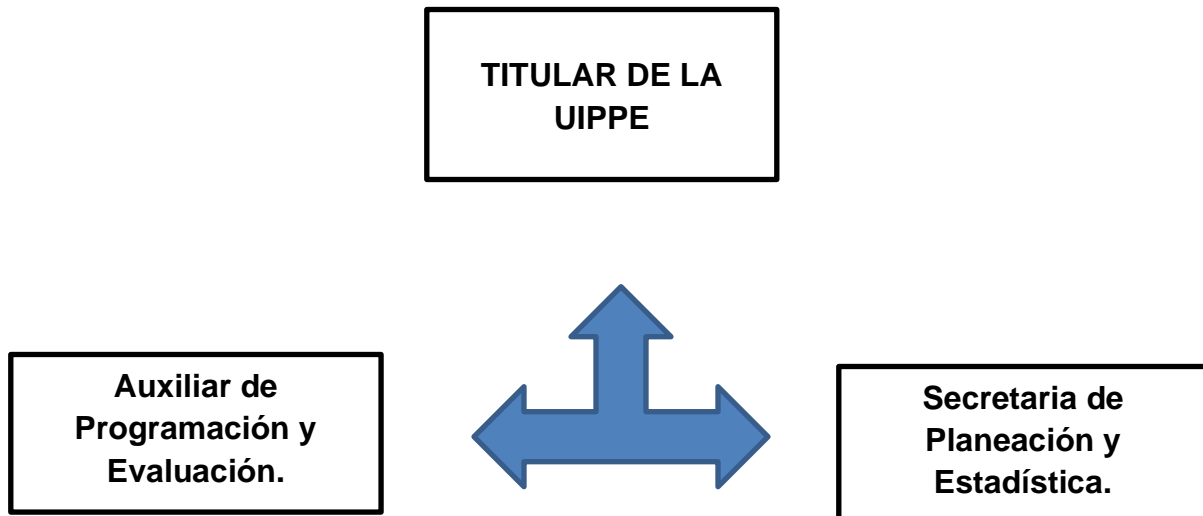 TITULAR DE LA
UIPPE
Auxiliar de
Programación y
Evaluación.
Secretaria de
Planeación y
Estadística.